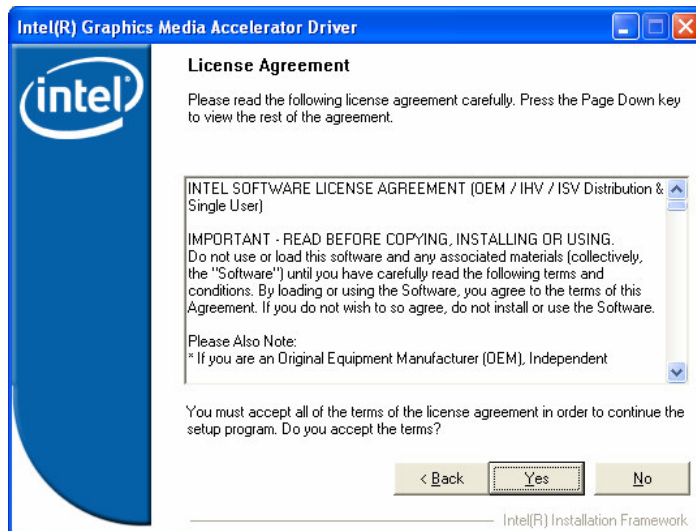 Intel(R) Graphics Media Accelerator Driver
intel
License Agreement
Please read the following license agreement carefully. Press the Page Down key
to view the rest of the agreement.
INTEL SOFTWARE LICENSE AGREEMENT (OEM / IHV / ISV Distribution &
Single User)
IMPORTANT - READ BEFORE COPYING, INSTALLING OR USING.
Do not use or load this software and any associated materials (collectively,
the "Software") until you have carefully read the following terms and
conditions. By loading or using the Software, you agree to the terms of this
Agreement. If you do not wish to so agree, do not install or use the Software.
Please Also Note:
* If you are an Original Equipment Manufacturer (OEM), Independent
You must accept all of the terms of the license agreement in order to continue the
setup program. Do you accept the terms?
< Back
Yes
No
Intel(R) Installation Framework